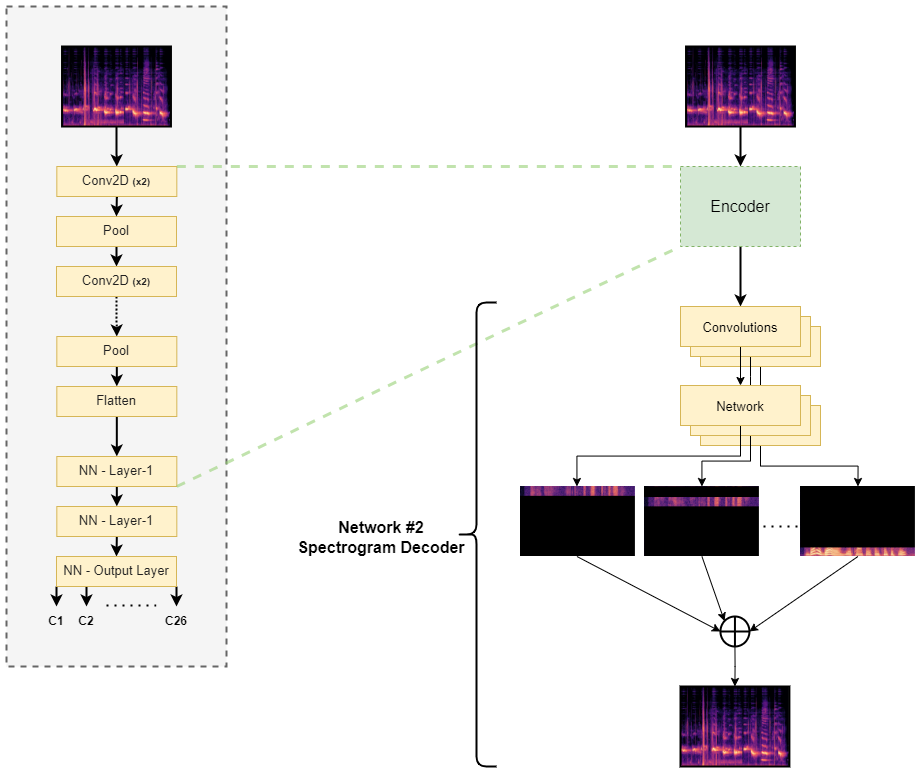 Conv2D (x2)
Pool
Conv2D (x2)
Pool
Flatten
NN - Layer-1
NN - Layer-1
NN - Output Layer
C1 C2 C26
Encoder
Convolutions
Network
Network #2
Spectrogram Decoder